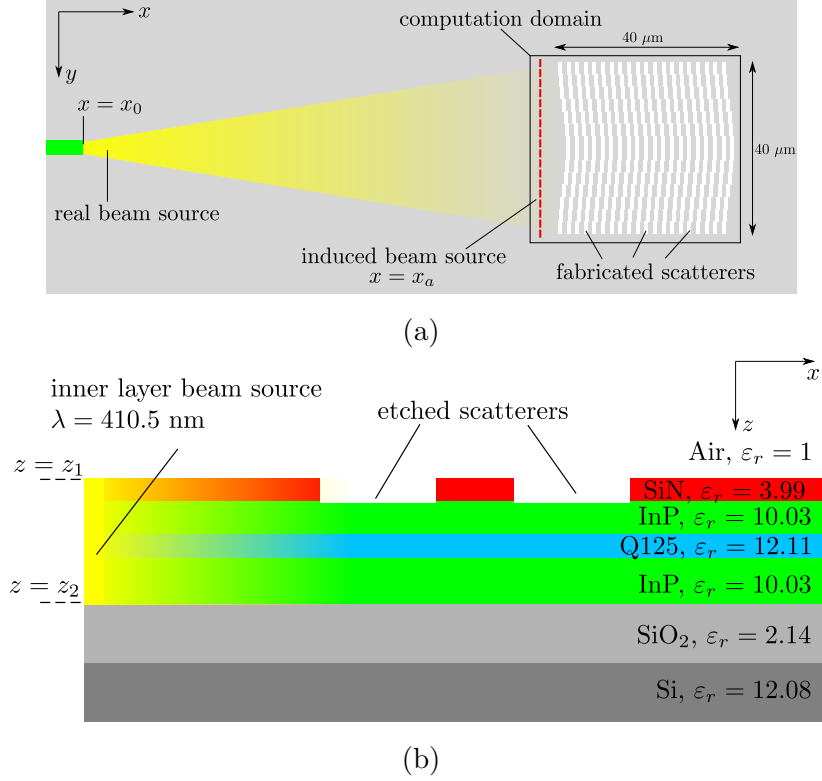 x
computation domain
40 μm
y
x = x₀
40 μm
real beam source
induced beam source
x = xₐ
fabricated scatterers
(a)
x
inner layer beam source
λ = 410.5 nm
etched scatterers
z
Air, εᵣ = 1
z = z₁
SiN, εᵣ = 3.99
InP, εᵣ = 10.03
Q125, εᵣ = 12.11
z = z₂
InP, εᵣ = 10.03
SiO₂, εᵣ = 2.14
Si, εᵣ = 12.08
(b)